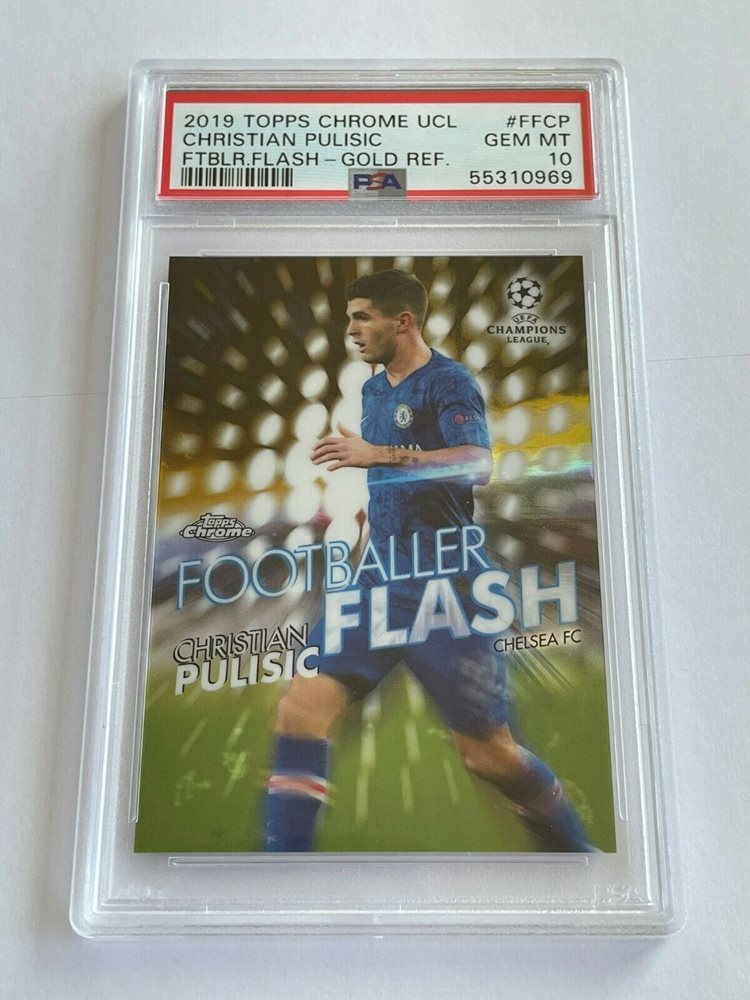 2019 TOPPS CHROME UCL #FFCP
CHRISTIAN PULISIC GEM MT
FTBLR.FLASH - GOLD REF. 10
PSA 55310969
UEFA
CHAMPIONS
LEAGUE
topps
Chrome
FOOTBALLER
FLASH
CHRISTIAN
PULISIC
CHELSEA FC